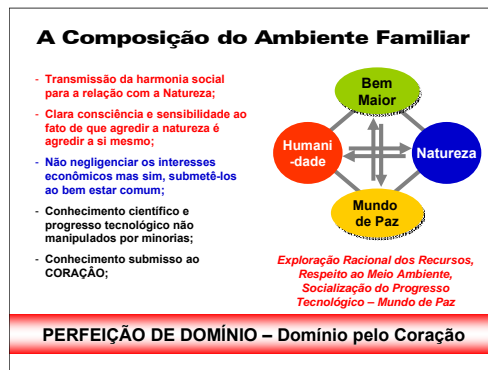 A Composição do Ambiente Familiar
- Transmissão da harmonia social
para a relação com a Natureza;
- Clara consciência e sensibilidade ao
fato de que agredir a natureza é
agredir a si mesmo;
- Não negligenciar os interesses
econômicos mas sim, submetê-los
ao bem estar comum;
- Conhecimento científico e
progresso tecnológico não
manipulados por minorias;
- Conhecimento submisso ao
CORAÇÂO;
Bem
Maior
Humani
-dade
Natureza
Mundo
de Paz
Exploração Racional dos Recursos,
Respeito ao Meio Ambiente,
Socialização do Progresso
Tecnológico – Mundo de Paz
PERFEIÇÃO DE DOMÍNIO – Domínio pelo Coração